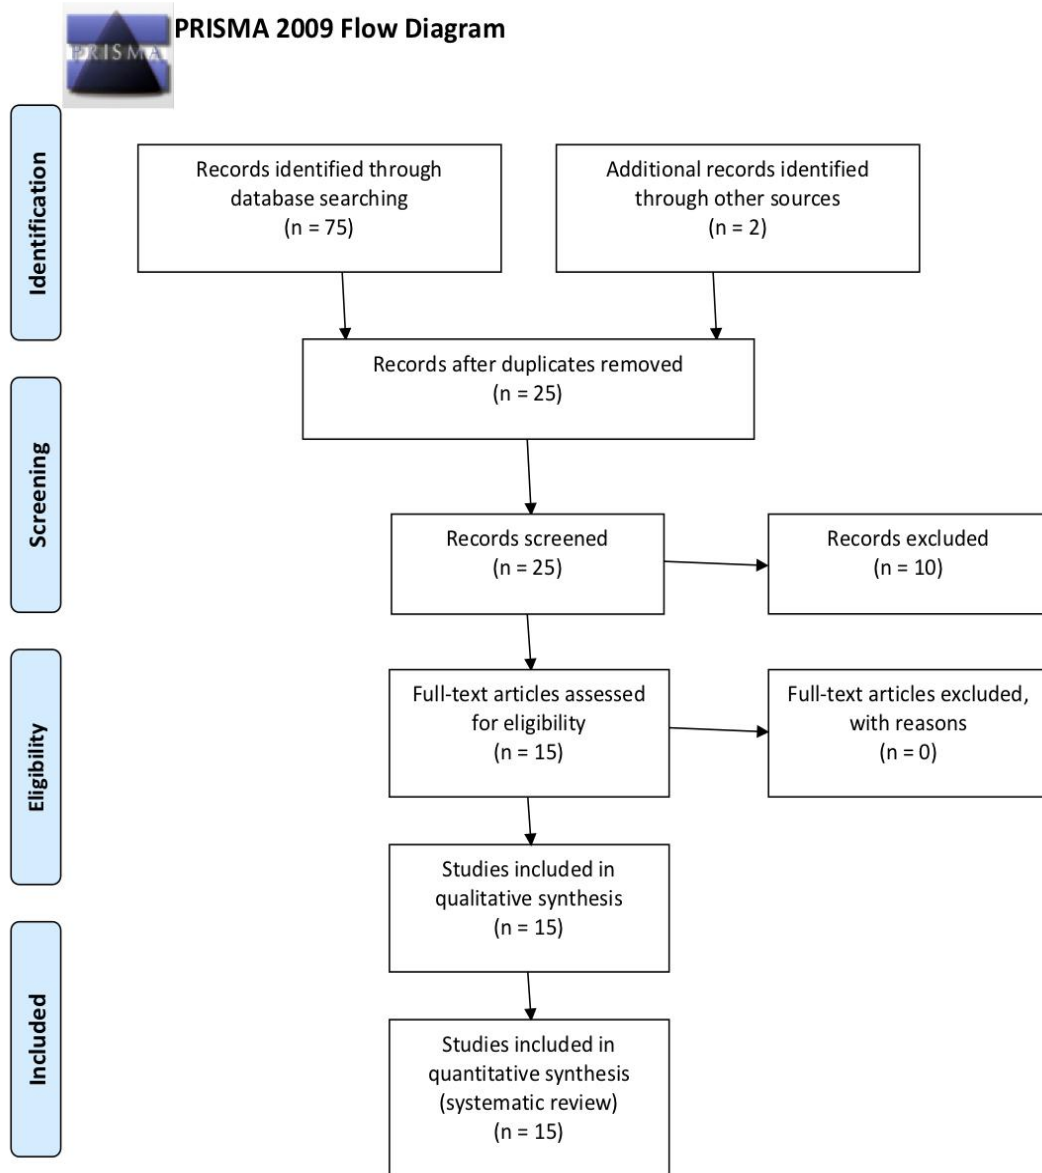 PRISMA
PRISMA 2009 Flow Diagram
Identification
Records identified through
database searching
(n = 75)
Additional records identified
through other sources
(n = 2)
Records after duplicates removed
(n = 25)
Screening
Records screened
(n = 25)
Records excluded
(n = 10)
Eligibility
Full-text articles assessed
for eligibility
(n = 15)
Full-text articles excluded,
with reasons
(n = 0)
Studies included in
qualitative synthesis
(n = 15)
Included
Studies included in
quantitative synthesis
(systematic review)
(n = 15)